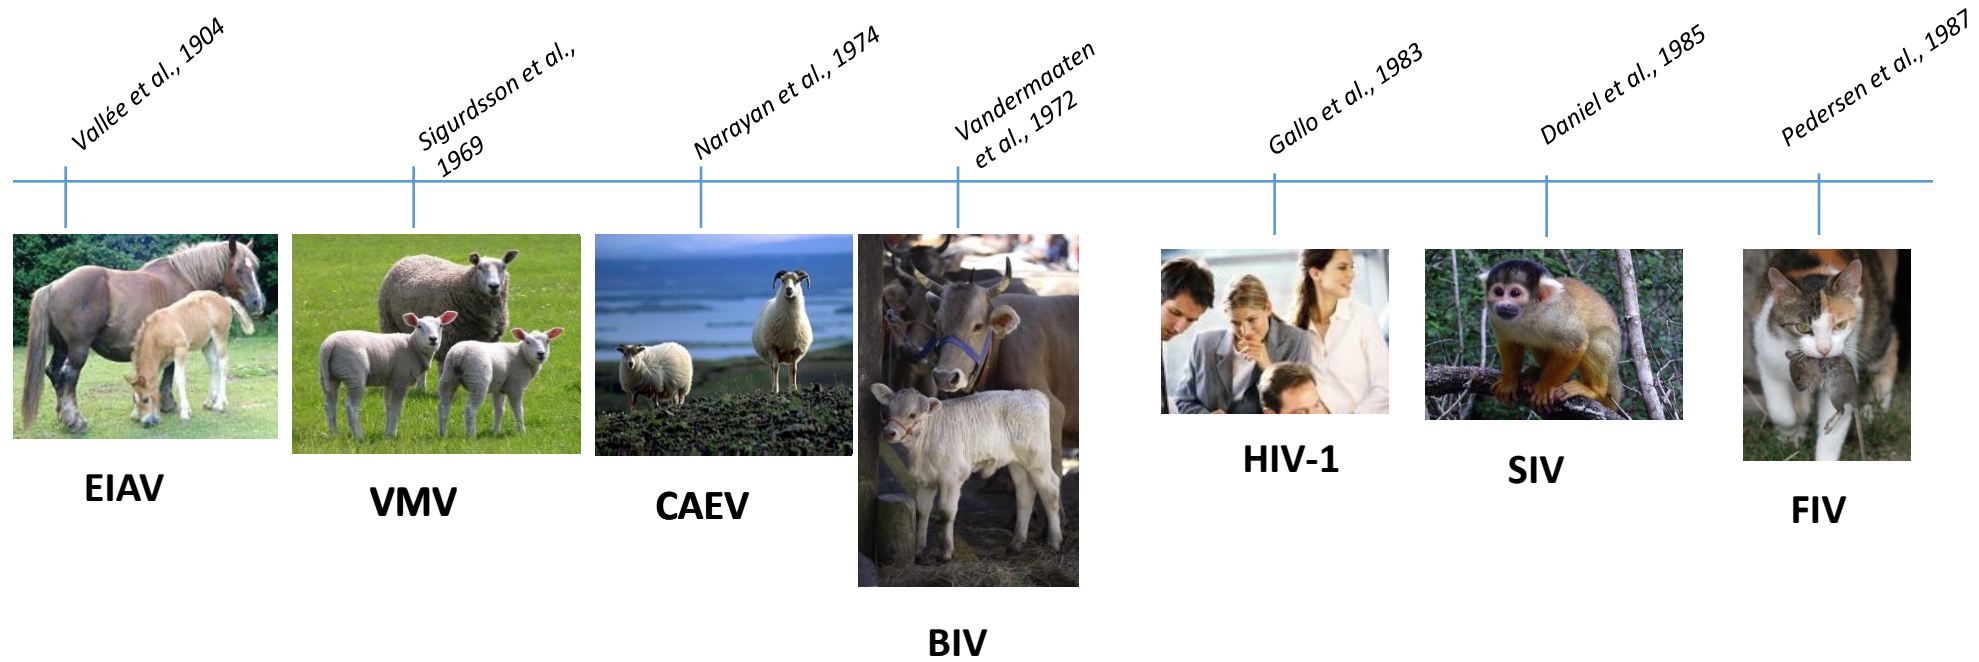 Vallée et al., 1904
Sigurdsson et al.,
1969
Narayan et al., 1974
Vandermaaten
et al., 1972
Gallo et al., 1983
Daniel et al., 1985
Pedersen et al., 1987
EIAV
VMV
CAEV
BIV
HIV-1
SIV
FIV